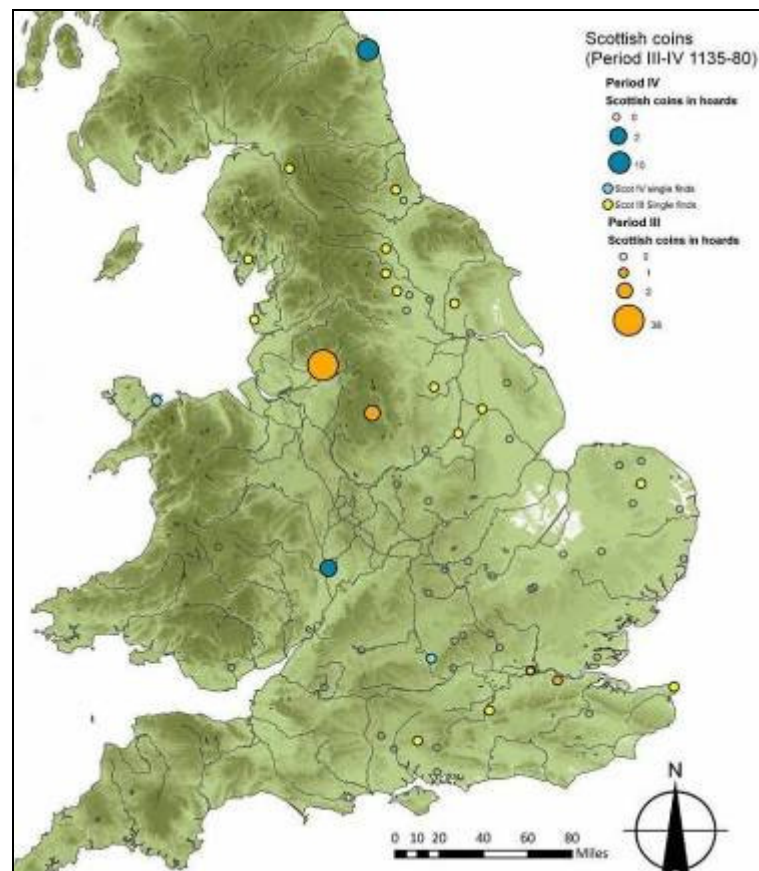 Scottish coins
(Period III-IV 1135-80)
Period IV
Scottish coins in hoards
0
2
10
Scot IV single finds
Scot III Single finds
Period III
Scottish coins in hoards
1
2
38
N
0 10 20 40 60 80
Miles